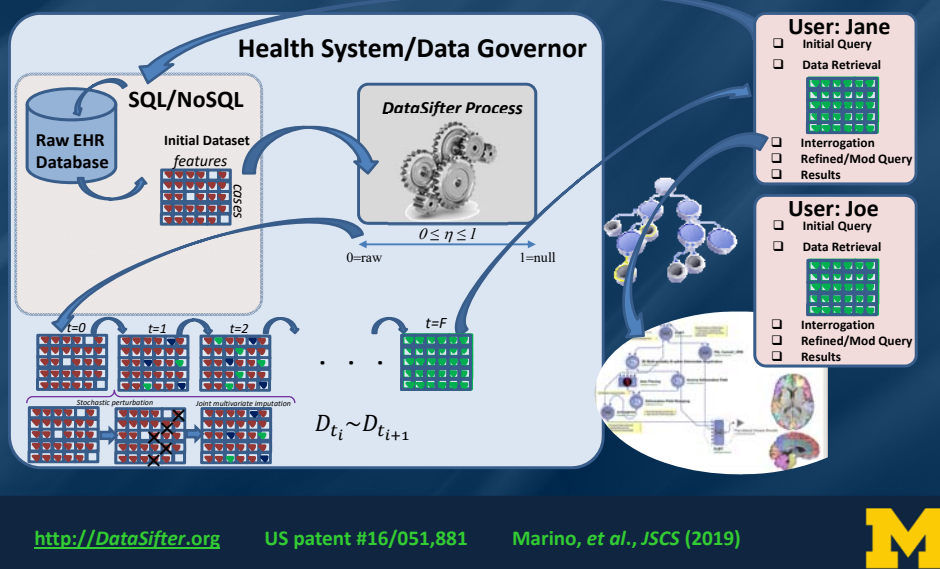 Health System/Data Governor
SQL/NoSQL
Raw EHR
Database
Initial Dataset
features
cases
DataSifter Process
0 ≤ η ≤ 1
0=raw
1=null
t=0
t=1
t=2
. . .
t=F
Stochastic perturbation
Joint multivariate imputation
D_{t_i}~D_{t_{i+1}}
User: Jane
❑ Initial Query
❑ Data Retrieval
❑ Interrogation
❑ Refined/Mod Query
❑ Results
User: Joe
❑ Initial Query
❑ Data Retrieval
❑ Interrogation
❑ Refined/Mod Query
❑ Results
http://DataSifter.org US patent #16/051,881 Marino, et al., JSCS (2019)
M